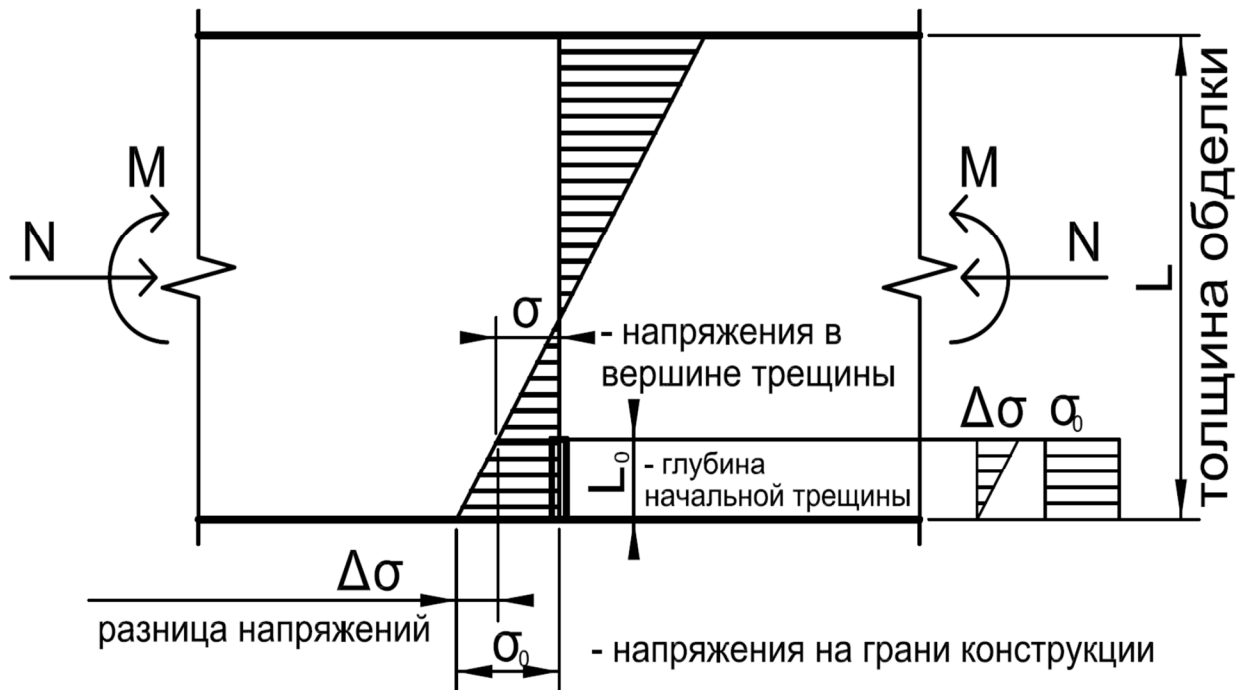 M
N
M
N
L
толщина обделки
σ
- напряжения в
вершине трещины
Δσ σ₀
L₀
- глубина
начальной трещины
Δσ
разница напряжений
σ₀
- напряжения на грани конструкции